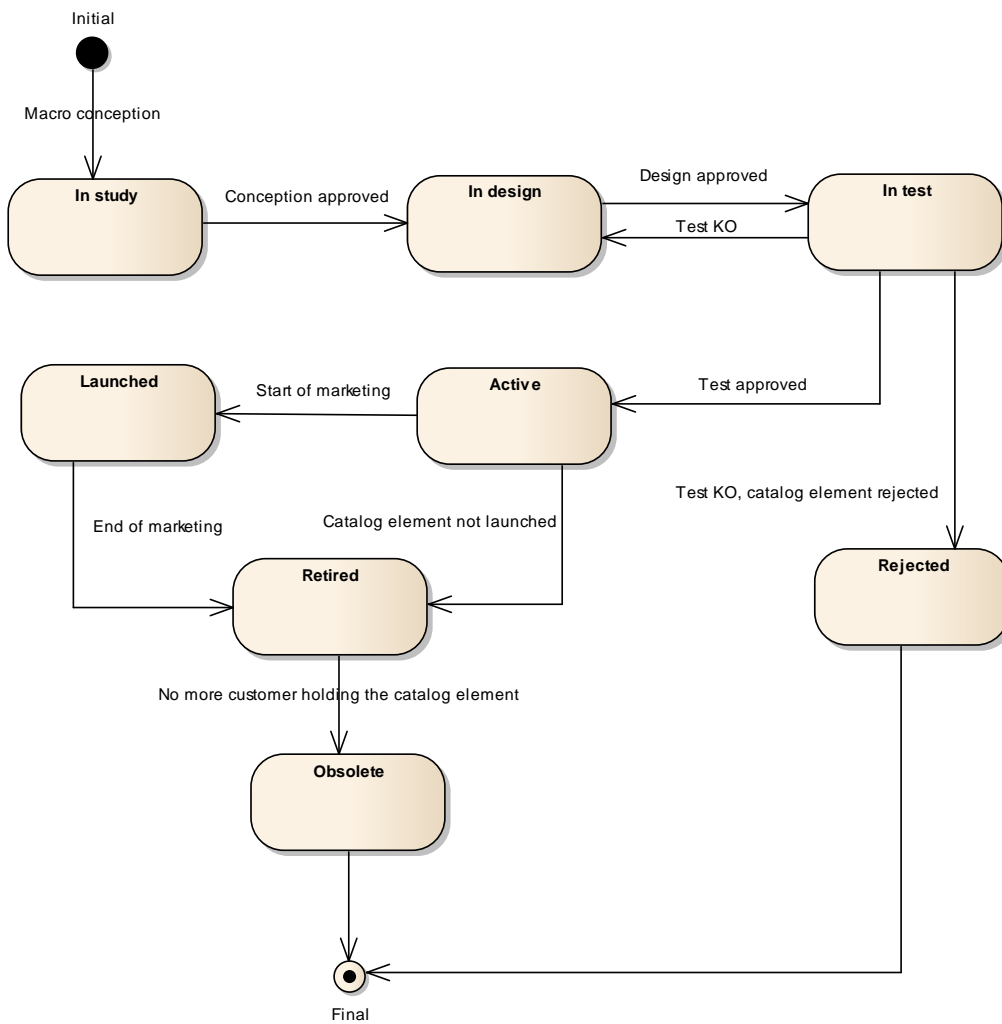 Initial
Macro conception
In study
Conception approved
In design
Design approved
Test KO
In test
Launched
Start of marketing
Active
Test approved
End of marketing
Catalog element not launched
Test KO, catalog element rejected
Retired
Rejected
No more customer holding the catalog element
Obsolete
Final